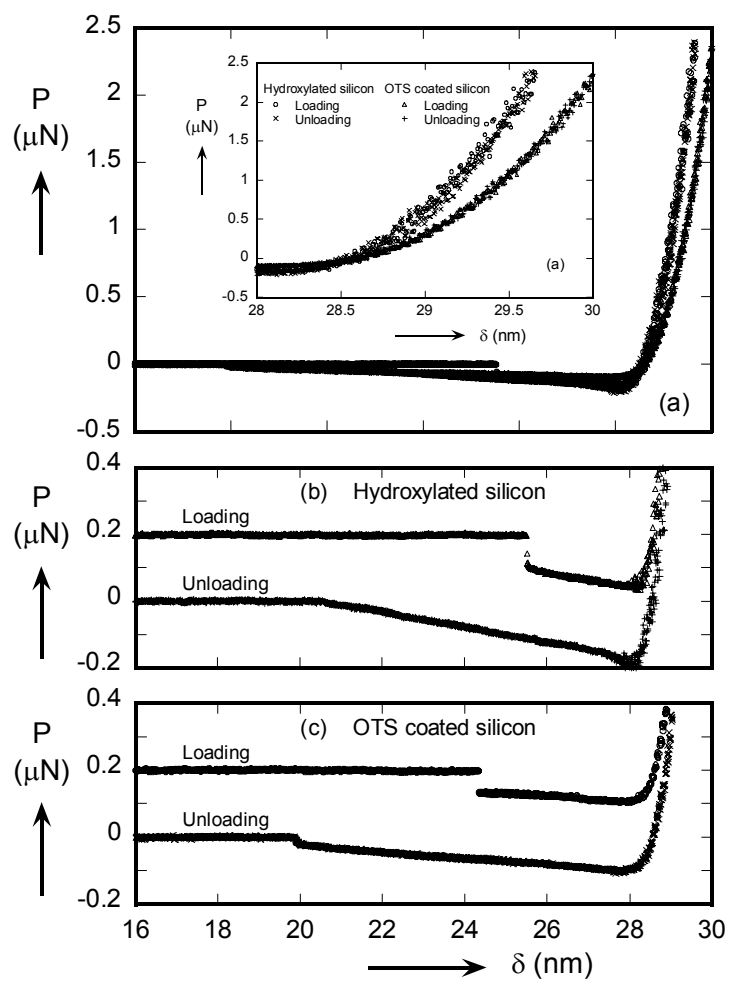 2.5
2
1.5
1
0.5
0
-0.5
P
(μN)
2.5
2
1.5
1
0.5
0
-0.5
P
(μN)
Hydroxylated silicon OTS coated silicon
Loading Loading
Unloading Unloading
(a)
28 28.5 29 29.5 30
δ (nm)
(a)
0.4
0.2
0
-0.2
P
(μN)
(b) Hydroxylated silicon
Loading
Unloading
0.4
0.2
0
-0.2
P
(μN)
(c) OTS coated silicon
Loading
Unloading
16 18 20 22 24 26 28 30
δ (nm)